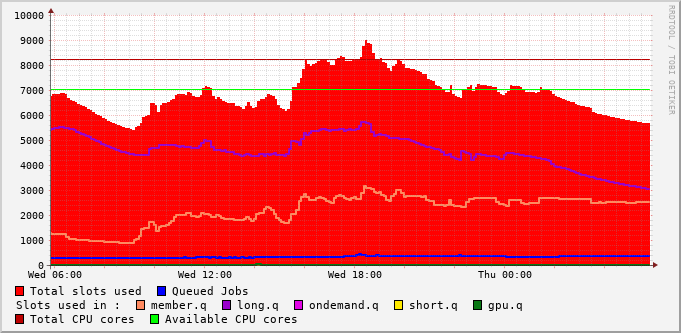 10000
9000
8000
7000
6000
5000
4000
3000
2000
1000
0
Wed 06:00 Wed 12:00 Wed 18:00 Thu 00:00
RRDTOOL / TOBI OETIKER
Total slots used Queued Jobs
Slots used in : member.q long.q ondemand.q short.q gpu.q
Total CPU cores Available CPU cores